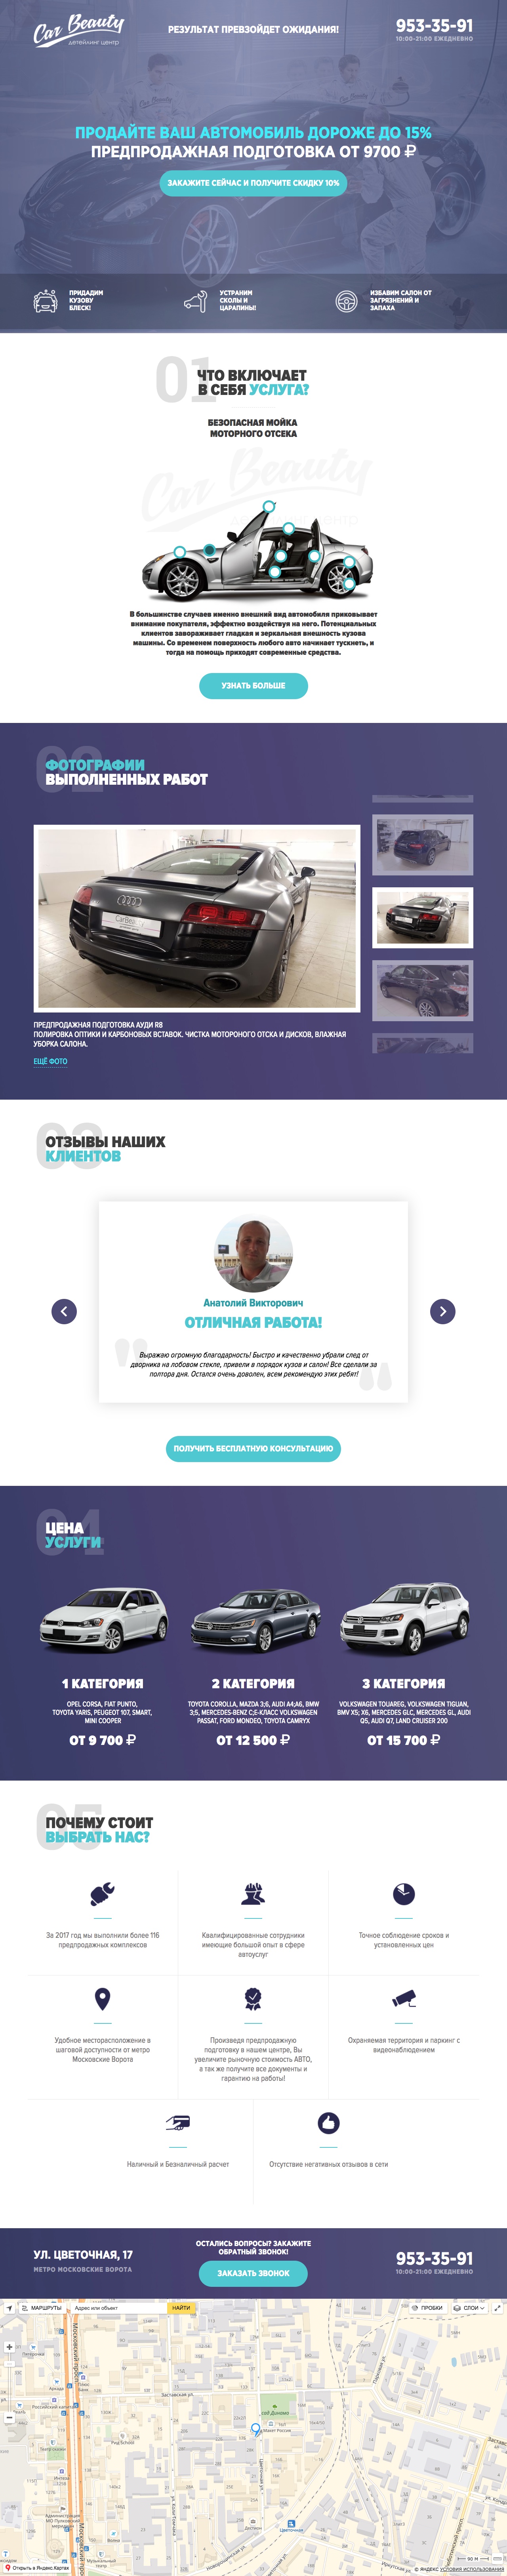 Car Beauty
детейлинг центр
РЕЗУЛЬТАТ ПРЕВЗОЙДЕТ ОЖИДАНИЯ!
953-35-91
10:00-21:00 ЕЖЕДНЕВНО
ПРОДАЙТЕ ВАШ АВТОМОБИЛЬ ДОРОЖЕ ДО 15%
ПРЕДПРОДАЖНАЯ ПОДГОТОВКА ОТ 9700 ₽
ЗАКАЖИТЕ СЕЙЧАС И ПОЛУЧИТЕ СКИДКУ 10%
ПРИДАДИМ
КУЗОВУ
БЛЕСК!
УСТРАНИМ
СКОЛЫ И
ЦАРАПИНЫ!
ИЗБАВИМ САЛОН ОТ
ЗАГРЯЗНЕНИЙ И
ЗАПАХА
01
ЧТО ВКЛЮЧАЕТ
В СЕБЯ УСЛУГА?
БЕЗОПАСНАЯ МОЙКА
МОТОРНОГО ОТСЕКА
Car Beauty
В большинстве случаев именно внешний вид автомобиля приковывает
внимание покупателя, эффектно воздействуя на него. Потенциальных
клиентов завораживает гладкая и зеркальная внешность кузова
машины. Со временем поверхность любого авто начинает тускнеть, и
тогда на помощь приходят современные средства.
УЗНАТЬ БОЛЬШЕ
02
ФОТОГРАФИИ
ВЫПОЛНЕННЫХ РАБОТ
CarBeauty
ПРЕДПРОДАЖНАЯ ПОДГОТОВКА АУДИ R8
ПОЛИРОВКА ОПТИКИ И КАРБОНОВЫХ ВСТАВОК. ЧИСТКА МОТОРОНОГО ОТСКА И ДИСКОВ, ВЛАЖНАЯ
УБОРКА САЛОНА.
ЕЩЁ ФОТО
03
ОТЗЫВЫ НАШИХ
КЛИЕНТОВ
Анатолий Викторович
ОТЛИЧНАЯ РАБОТА!
Выражаю огромную благодарность! Быстро и качественно убрали след от
дворника на лобовом стекле, привели в порядок кузов и салон! Все сделали за
полтора дня. Остался очень доволен, всем рекомендую этих ребят!
ПОЛУЧИТЬ БЕСПЛАТНУЮ КОНСУЛЬТАЦИЮ
04
ЦЕНА
УСЛУГИ
1 КАТЕГОРИЯ
OPEL CORSA, FIAT PUNTO,
TOYOTA YARIS, PEUGEOT 107, SMART,
MINI COOPER
ОТ 9 700 ₽
2 КАТЕГОРИЯ
TOYOTA COROLLA, MAZDA 3;6, AUDI A4;A6, BMW
3;5, MERCEDES-BENZ C;E-КЛАСС VOLKSWAGEN
PASSAT, FORD MONDEO, TOYOTA CAMRYX
ОТ 12 500 ₽
3 КАТЕГОРИЯ
VOLKSWAGEN TOUAREG, VOLKSWAGEN TIGUAN,
BMW X5; X6, MERCEDES GLC, MERCEDES GL, AUDI
Q5, AUDI Q7, LAND CRUISER 200
ОТ 15 700 ₽
05
ПОЧЕМУ СТОИТ
ВЫБРАТЬ НАС?
За 2017 год мы выполнили более 116
предпродажных комплексов
Квалифицированные сотрудники
имеющие большой опыт в сфере
автоуслуг
Точное соблюдение сроков и
установленных цен
Удобное месторасположение в
шаговой доступности от метро
Московские Ворота
Произведя предпродажную
подготовку в нашем центре, Вы
увеличите рыночную стоимость АВТО,
а так же получите все документы и
гарантию на работы!
Охраняемая территория и паркинг с
видеонаблюдением
Наличный и Безналичный расчет
Отсутствие негативных отзывов в сети
УЛ. ЦВЕТОЧНАЯ, 17
МЕТРО МОСКОВСКИЕ ВОРОТА
ОСТАЛИСЬ ВОПРОСЫ? ЗАКАЖИТЕ
ОБРАТНЫЙ ЗВОНОК!
ЗАКАЗАТЬ ЗВОНОК
953-35-91
10:00-21:00 ЕЖЕДНЕВНО
МАРШРУТЫ
Адрес или объект
НАЙТИ
ПРОБКИ
СЛОИ
Заставская ул.
сад Динамо
Макет России
Цветочная
Открыть в Яндекс.Картах
90 М
© ЯНДЕКС УСЛОВИЯ ИСПОЛЬЗОВАНИЯ